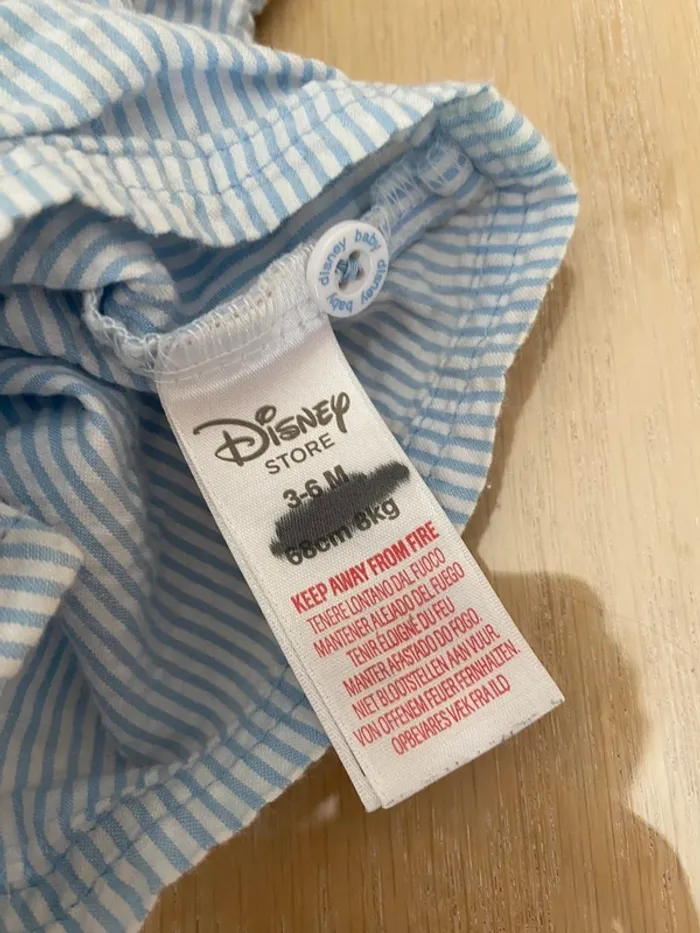 disney baby disney baby
Disney
STORE
3-6 M
68cm 8kg
KEEP AWAY FROM FIRE
TENERE LONTANO DAL FUOCO
MANTENER ALEJADO DEL FUEGO
TENIR ÉLOIGNÉ DU FEU
MANTER AFASTADO DO FOGO.
NIET BLOOTSTELLEN AAN VUUR.
VON OFFENEM FEUER FERNHALTEN.
OPBEVARES VÆK FRA ILD